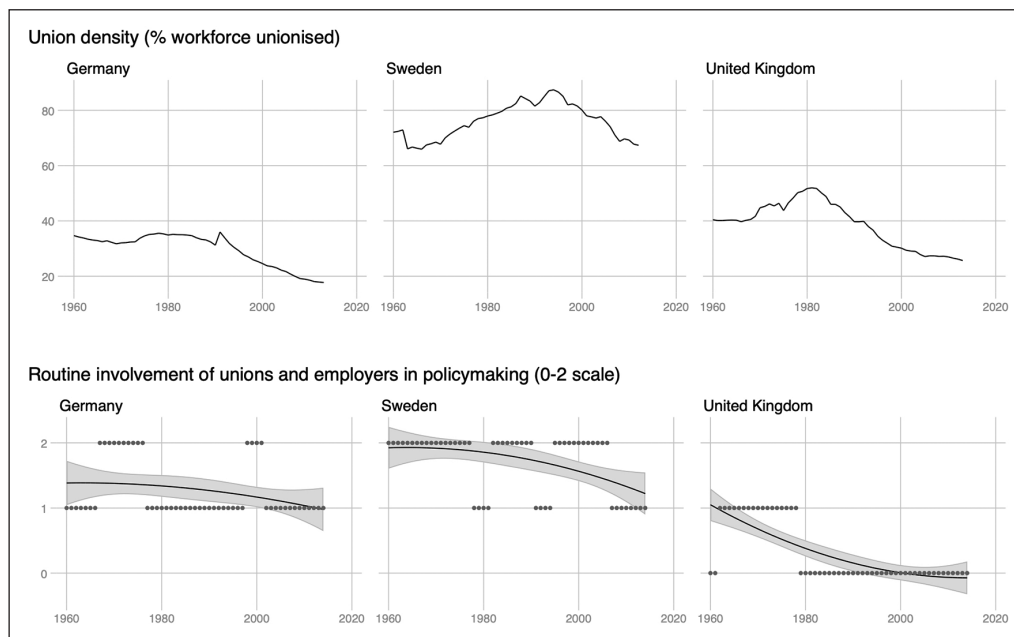 Union density (% workforce unionised)
Germany Sweden United Kingdom
80
60
40
20
1960 1980 2000 2020 1960 1980 2000 2020 1960 1980 2000 2020
Routine involvement of unions and employers in policymaking (0-2 scale)
Germany Sweden United Kingdom
2
1
0
1960 1980 2000 2020 1960 1980 2000 2020 1960 1980 2000 2020